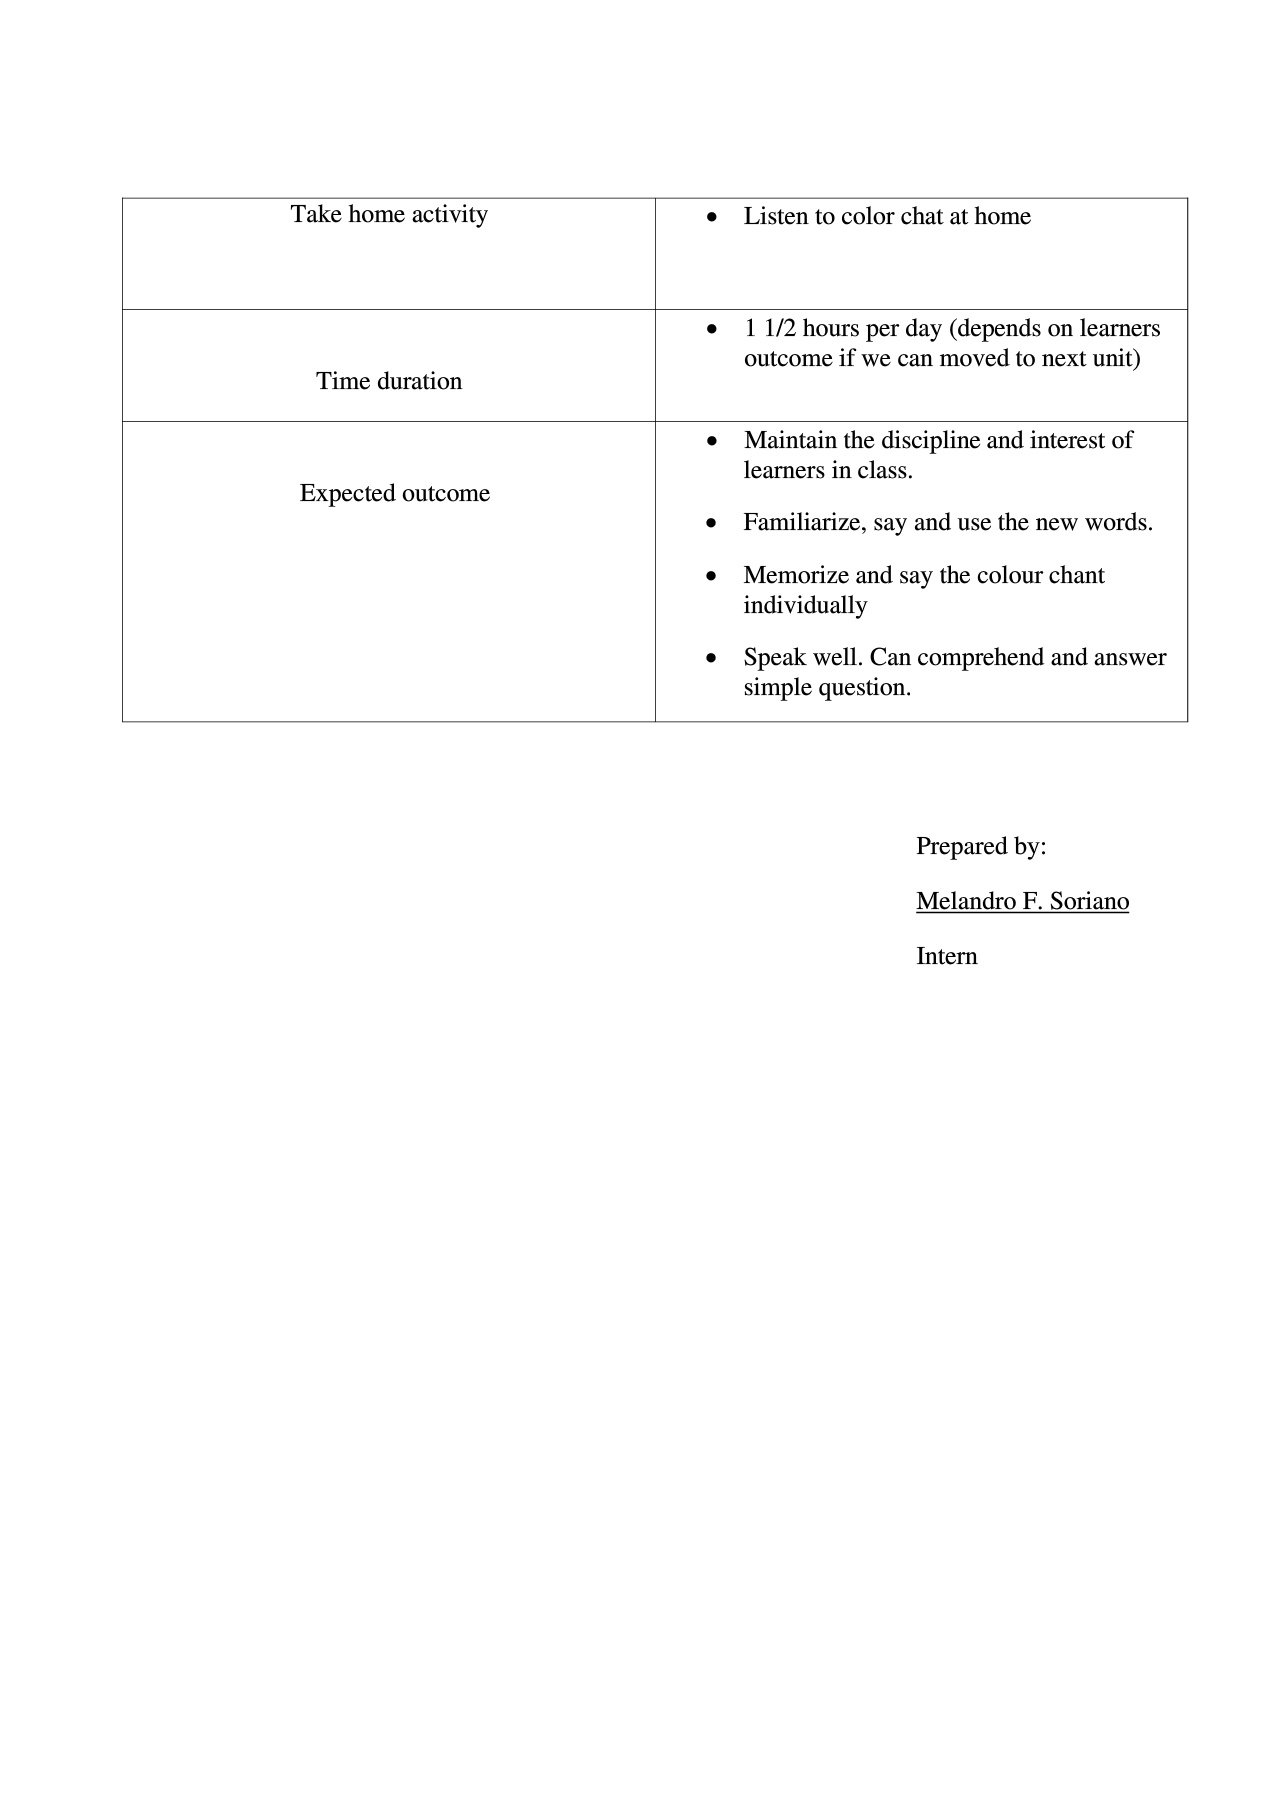 Take home activity
• Listen to color chat at home
Time duration
• 1 1/2 hours per day (depends on learners
outcome if we can moved to next unit)
Expected outcome
• Maintain the discipline and interest of
learners in class.
• Familiarize, say and use the new words.
• Memorize and say the colour chant
individually
• Speak well. Can comprehend and answer
simple question.
Prepared by:
Melandro F. Soriano
Intern